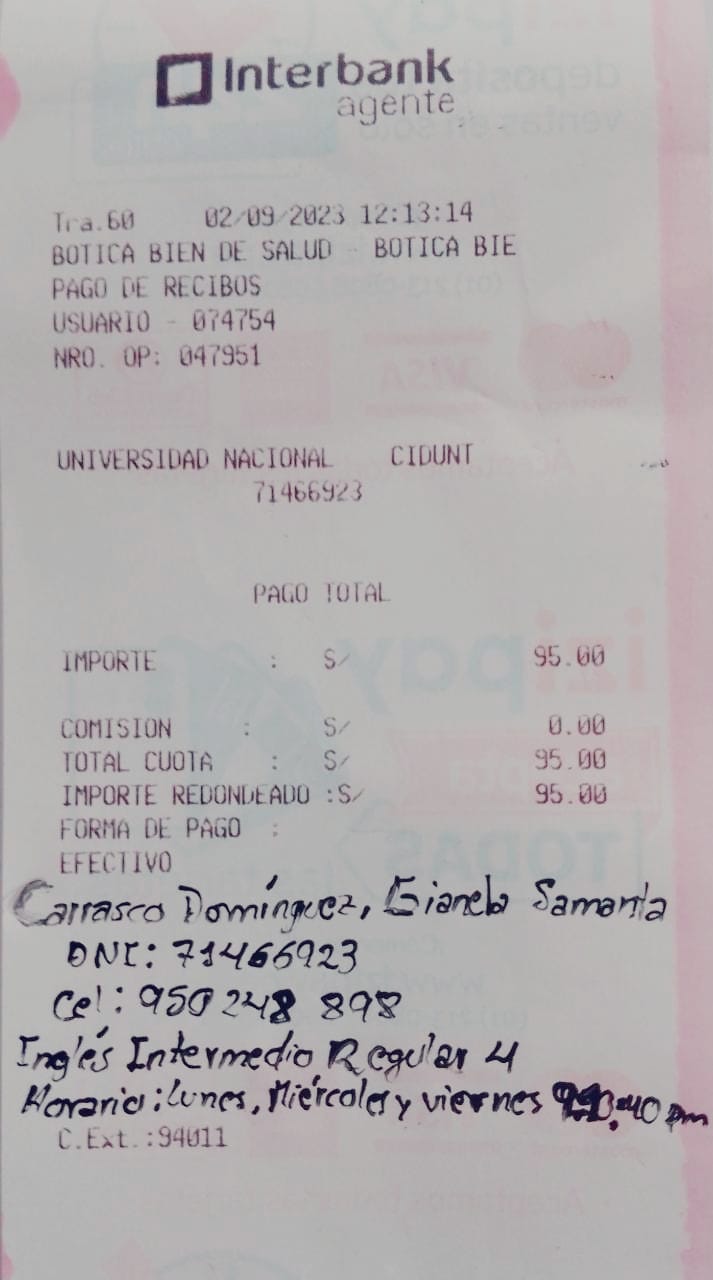 Interbank
agente
Tra.60 02/09/2023 12:13:14
BOTICA BIEN DE SALUD - BOTICA BIE
PAGO DE RECIBOS
USUARIO - 074754
NRO. OP: 047951
UNIVERSIDAD NACIONAL CIDUNT
71466923
PAGO TOTAL
IMPORTE : S/ 95.00
COMISION : S/ 0.00
TOTAL CUOTA : S/ 95.00
IMPORTE REDONDEADO :S/ 95.00
FORMA DE PAGO :
EFECTIVO
Carrasco Domínguez, Gianela Samanta
DNI: 71466923
Cel: 950 248 898
Inglés Intermedio Regular 4
Horario: Lunes, Miércoles y viernes pm
C.Ext.:94011